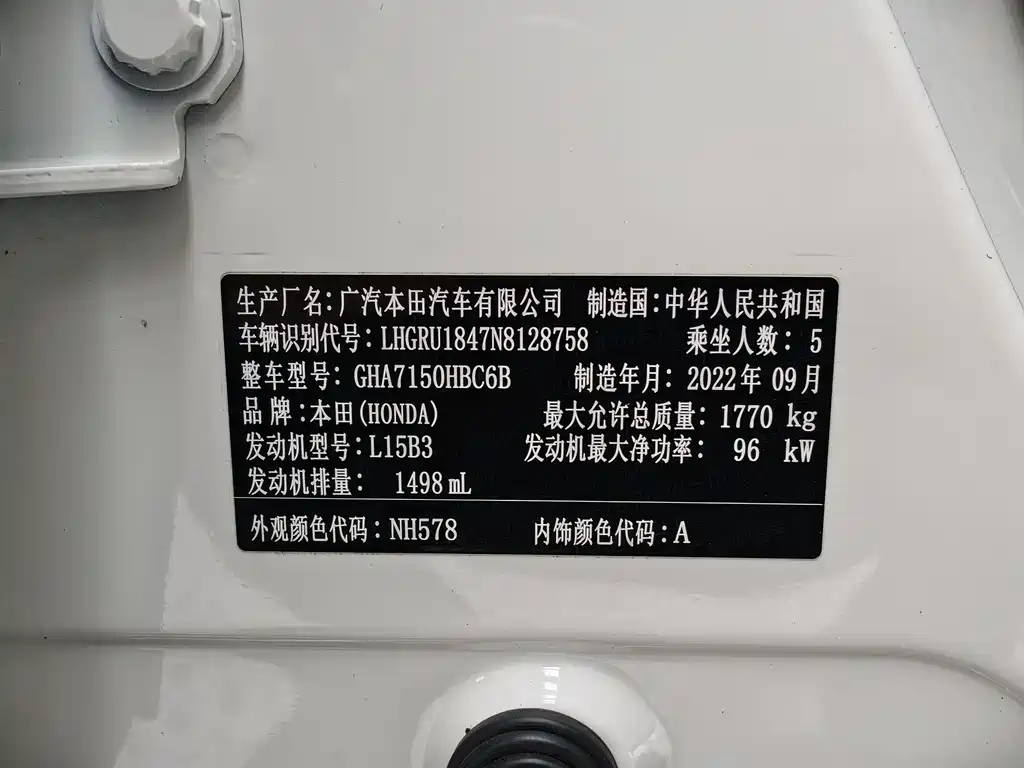 生产厂名:广汽本田汽车有限公司 制造国:中华人民共和国
车辆识别代号:LHGRU1847N8128758 乘坐人数:5
整车型号:GHA7150HBC6B 制造年月:2022年09月
品牌:本田(HONDA) 最大允许总质量:1770 kg
发动机型号:L15B3 发动机最大净功率:96 kW
发动机排量:1498 mL
外观颜色代码:NH578 内饰颜色代码:A